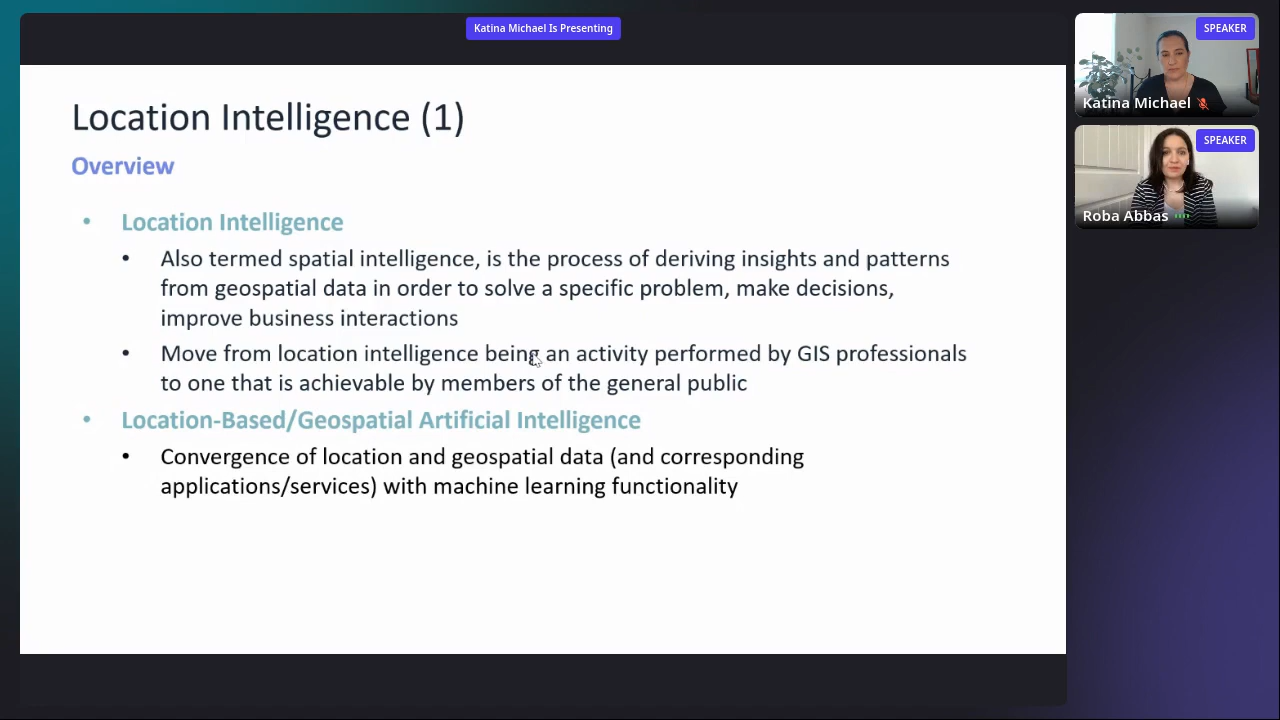 Katina Michael Is Presenting
Location Intelligence (1)
Overview
• Location Intelligence
• Also termed spatial intelligence, is the process of deriving insights and patterns
from geospatial data in order to solve a specific problem, make decisions,
improve business interactions
• Move from location intelligence being an activity performed by GIS professionals
to one that is achievable by members of the general public
• Location-Based/Geospatial Artificial Intelligence
• Convergence of location and geospatial data (and corresponding
applications/services) with machine learning functionality
SPEAKER
Katina Michael
SPEAKER
Roba Abbas